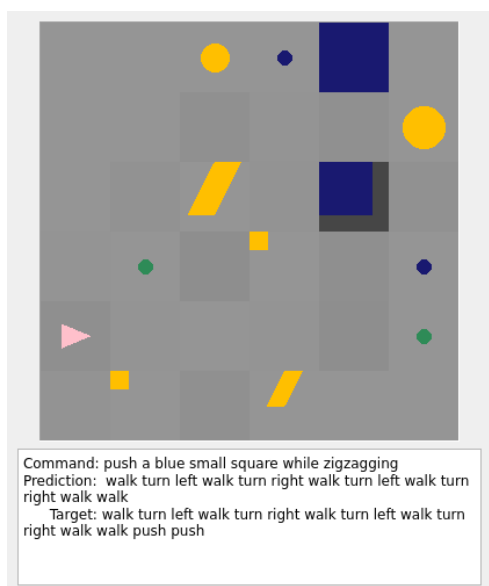 Command: push a blue small square while zigzagging
Prediction:  walk turn left walk turn right walk turn left walk turn
right walk walk
Target: walk turn left walk turn right walk turn left walk turn
right walk walk push push